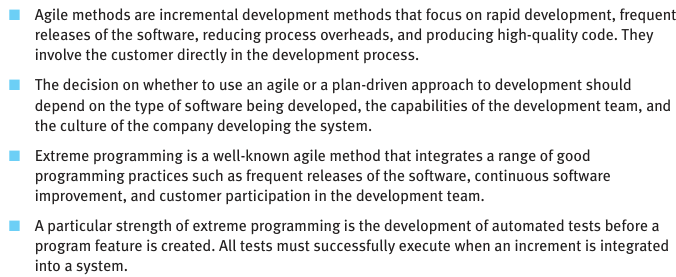 Agile methods are incremental development methods that focus on rapid development, frequent
releases of the software, reducing process overheads, and producing high-quality code. They
involve the customer directly in the development process.
The decision on whether to use an agile or a plan-driven approach to development should
depend on the type of software being developed, the capabilities of the development team, and
the culture of the company developing the system.
Extreme programming is a well-known agile method that integrates a range of good
programming practices such as frequent releases of the software, continuous software
improvement, and customer participation in the development team.
A particular strength of extreme programming is the development of automated tests before a
program feature is created. All tests must successfully execute when an increment is integrated
into a system.